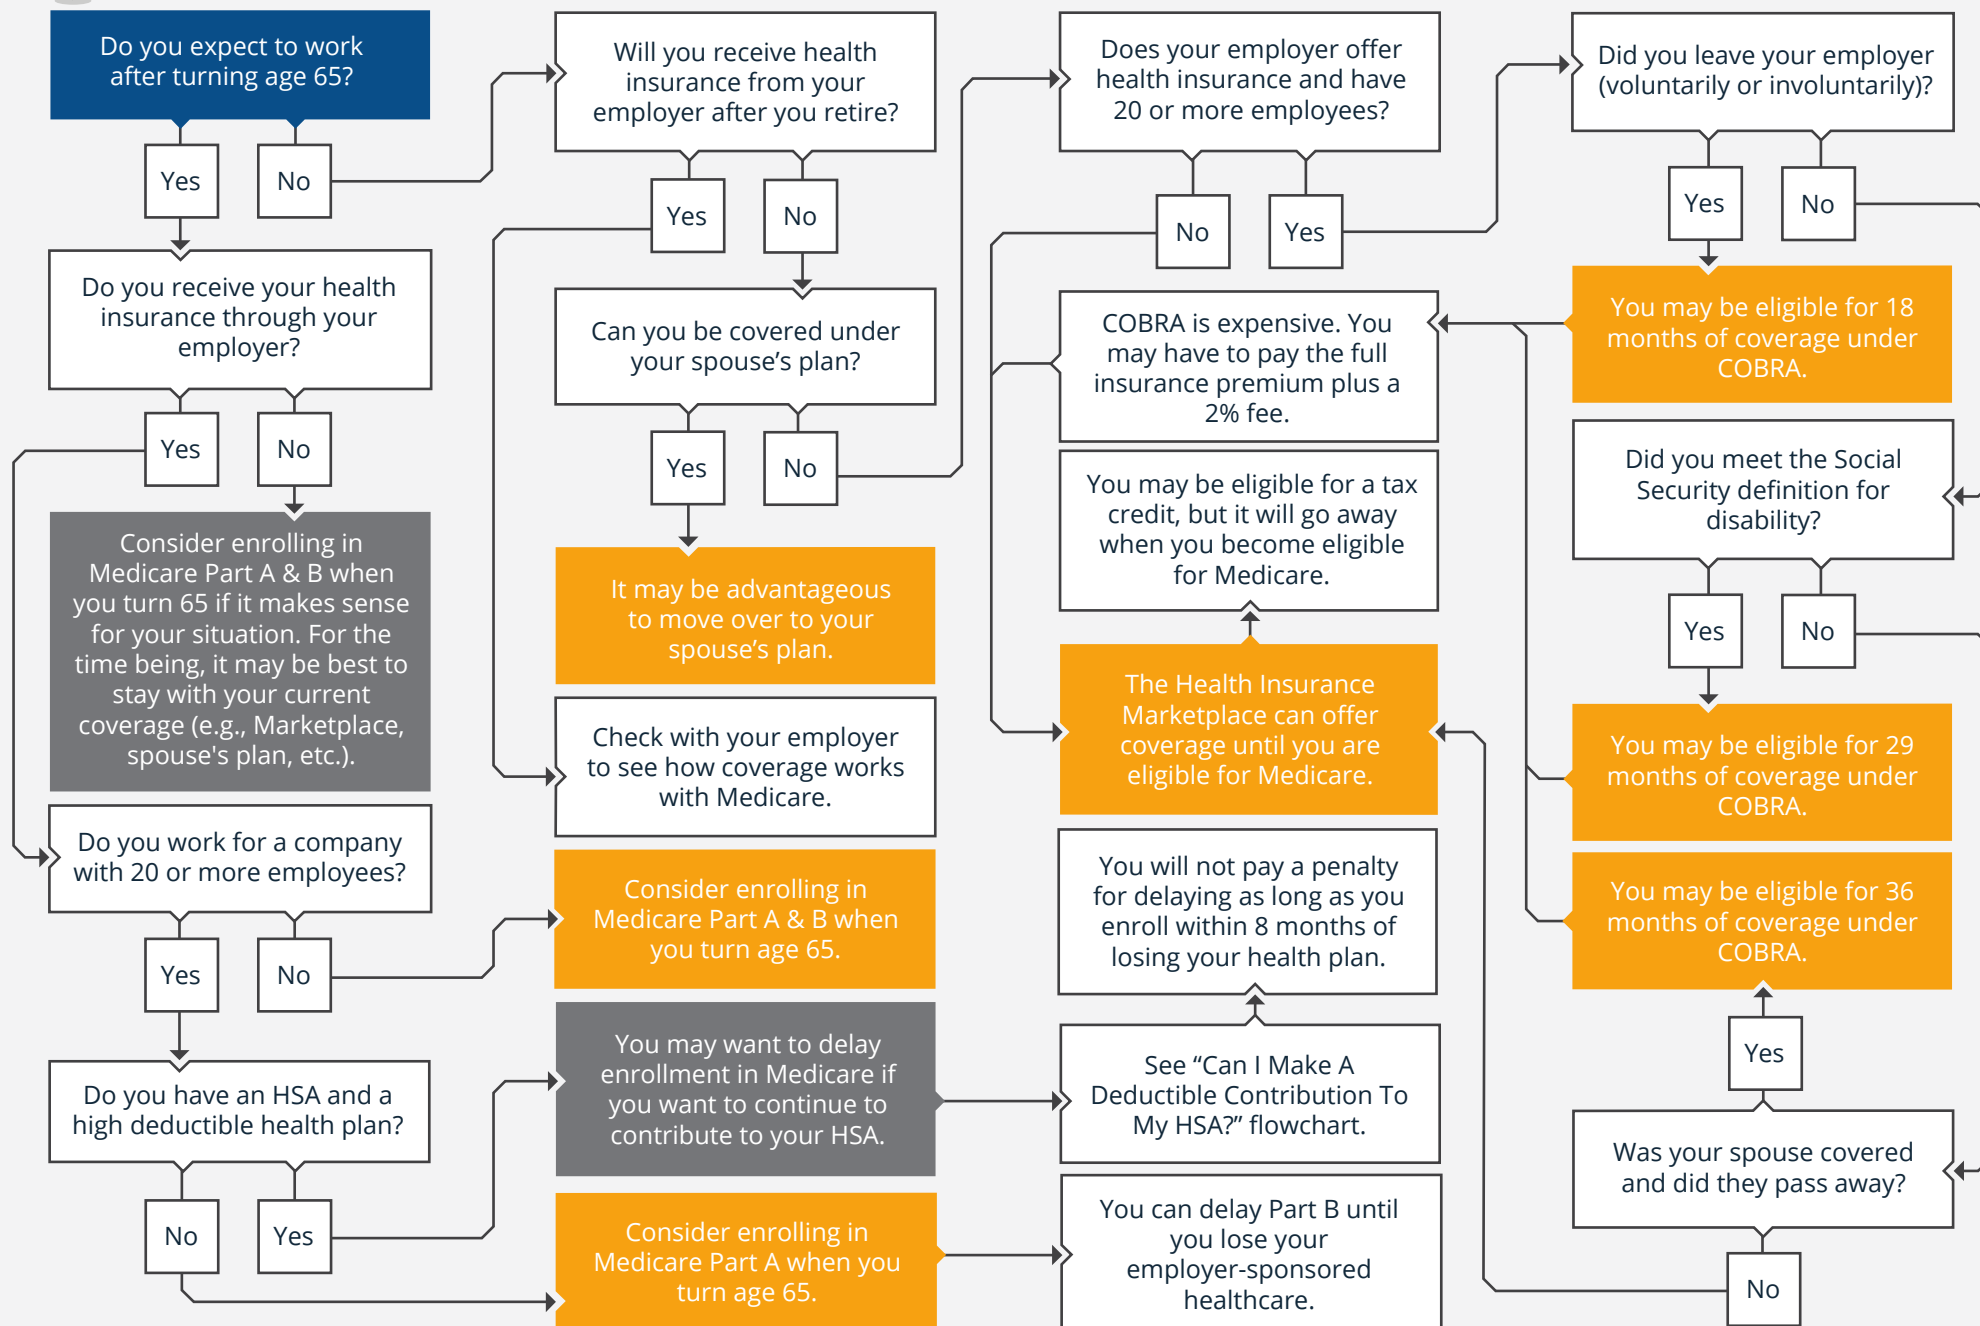 Do you expect to work
after turning age 65?
Yes
No
Do you receive your health
insurance through your
employer?
Yes
No
Consider enrolling in
Medicare Part A & B when
you turn 65 if it makes sense
for your situation. For the
time being, it may be best to
stay with your current
coverage (e.g., Marketplace,
spouse's plan, etc.).
Do you work for a company
with 20 or more employees?
Yes
No
Do you have an HSA and a
high deductible health plan?
No
Yes
Will you receive health
insurance from your
employer after you retire?
Yes
No
Can you be covered under
your spouse’s plan?
Yes
No
It may be advantageous
to move over to your
spouse’s plan.
Check with your employer
to see how coverage works
with Medicare.
Consider enrolling in
Medicare Part A & B when
you turn age 65.
You may want to delay
enrollment in Medicare if
you want to continue to
contribute to your HSA.
Consider enrolling in
Medicare Part A when you
turn age 65.
Does your employer offer
health insurance and have
20 or more employees?
No
Yes
COBRA is expensive. You
may have to pay the full
insurance premium plus a
2% fee.
You may be eligible for a tax
credit, but it will go away
when you become eligible
for Medicare.
The Health Insurance
Marketplace can offer
coverage until you are
eligible for Medicare.
You will not pay a penalty
for delaying as long as you
enroll within 8 months of
losing your health plan.
See “Can I Make A
Deductible Contribution To
My HSA?” flowchart.
You can delay Part B until
you lose your
employer-sponsored
healthcare.
Did you leave your employer
(voluntarily or involuntarily)?
Yes
No
You may be eligible for 18
months of coverage under
COBRA.
Did you meet the Social
Security definition for
disability?
Yes
No
You may be eligible for 29
months of coverage under
COBRA.
You may be eligible for 36
months of coverage under
COBRA.
Yes
Was your spouse covered
and did they pass away?
No